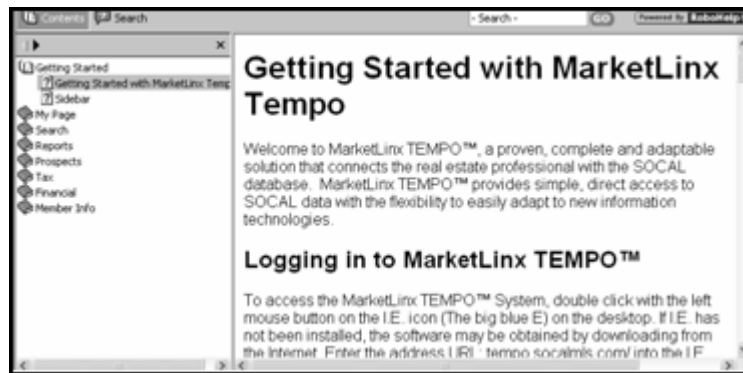 Contents Search
- Search - GO Powered By RoboHelp
Getting Started
Getting Started with MarketLinx Temp
Sidebar
My Page
Search
Reports
Prospects
Tax
Financial
Member Info
Getting Started with MarketLinx
Tempo
Welcome to MarketLinx TEMPO™, a proven, complete and adaptable
solution that connects the real estate professional with the SOCAL
database. MarketLinx TEMPO™ provides simple, direct access to
SOCAL data with the flexibility to easily adapt to new information
technologies.
Logging in to MarketLinx TEMPO™
To access the MarketLinx TEMPO™ System, double click with the left
mouse button on the I.E. icon (The big blue E) on the desktop. If I.E. has
not been installed, the software may be obtained by downloading from
the Internet. Enter the address URL: tempo.socalmls.com/ into the I.E.